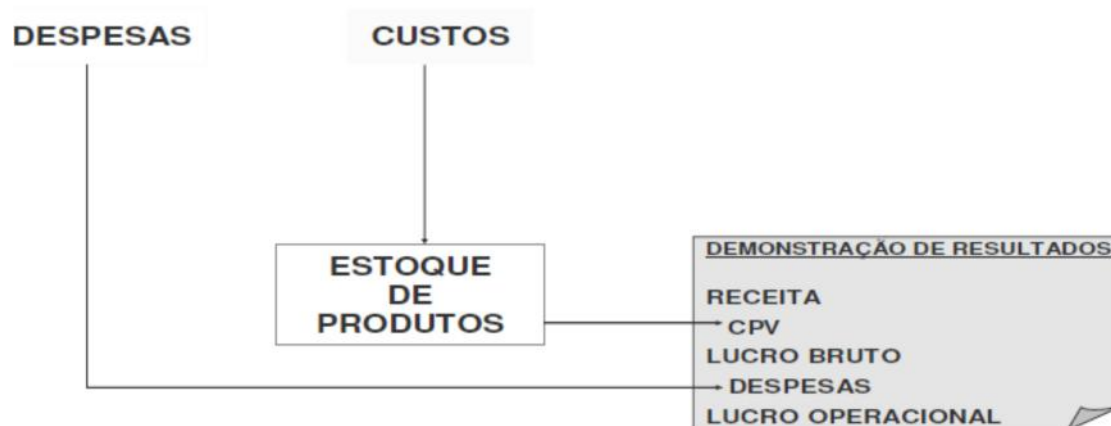 DESPESAS
CUSTOS
ESTOQUE
DE
PRODUTOS
DEMONSTRAÇÃO DE RESULTADOS
RECEITA
CPV
LUCRO BRUTO
DESPESAS
LUCRO OPERACIONAL